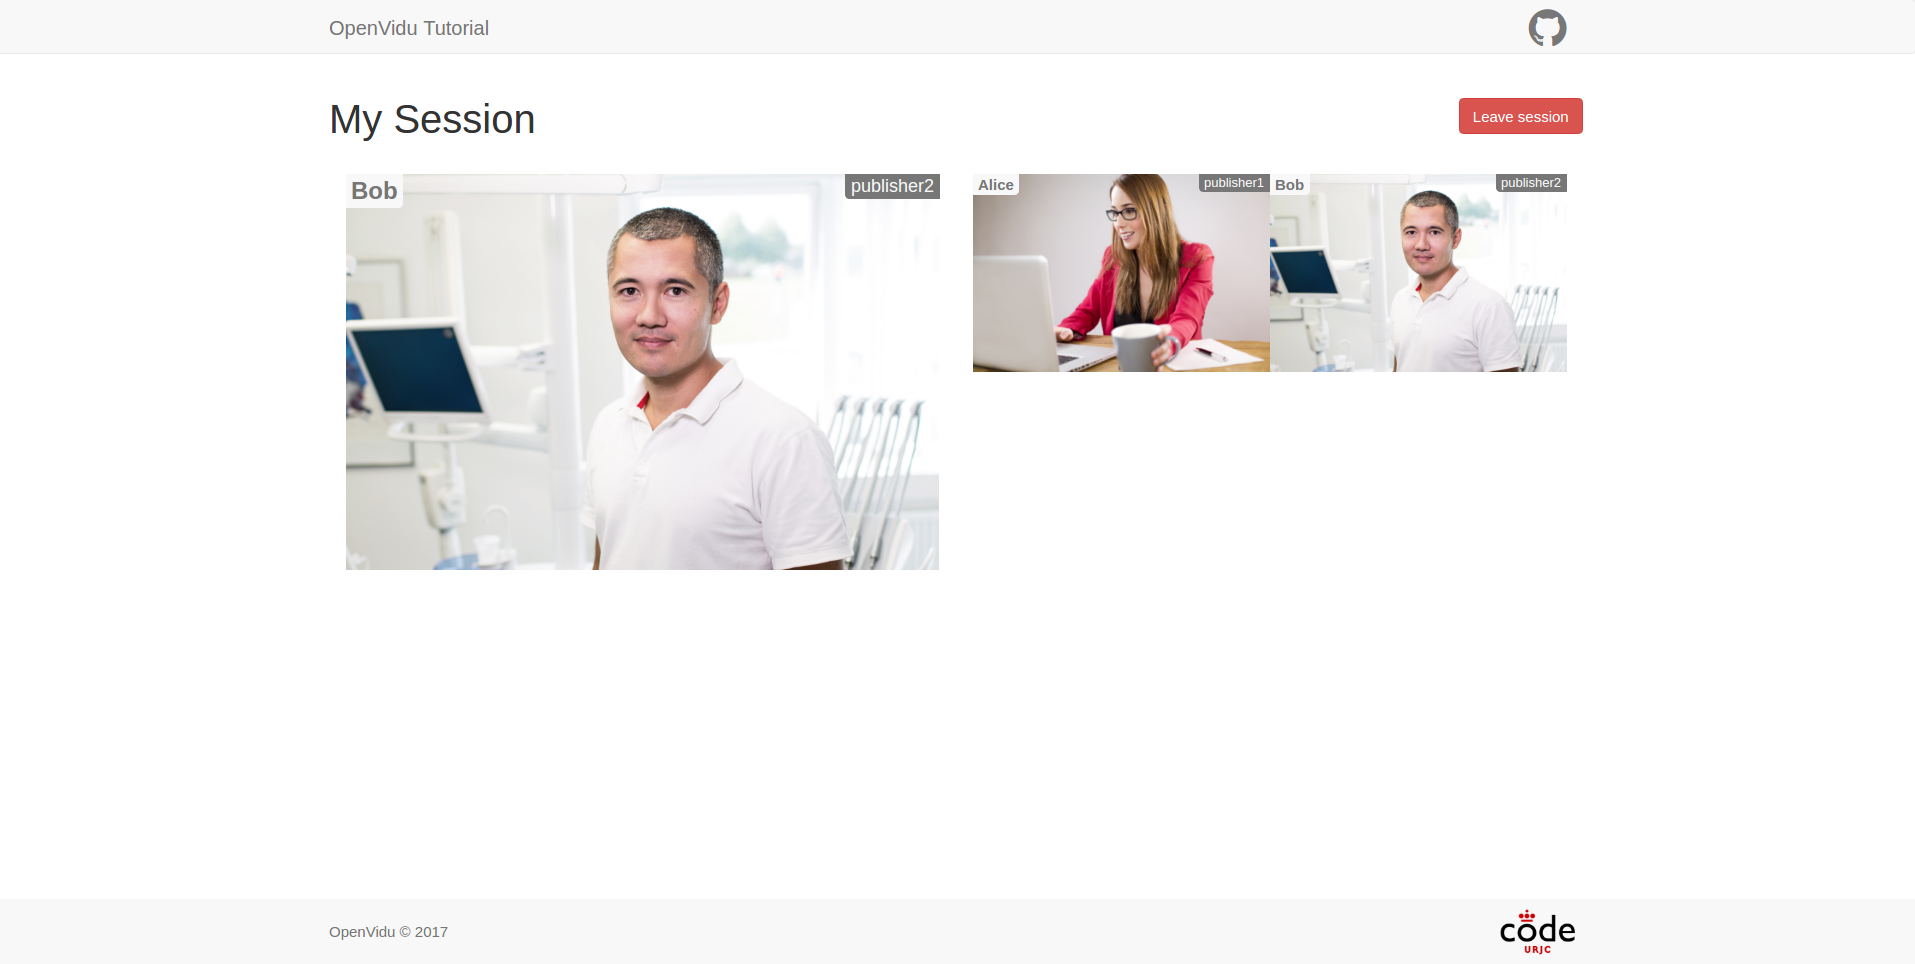 OpenVidu Tutorial
My Session
Leave session
Bob
publisher2
Alice
publisher1
Bob
publisher2
OpenVidu © 2017
code
URJC